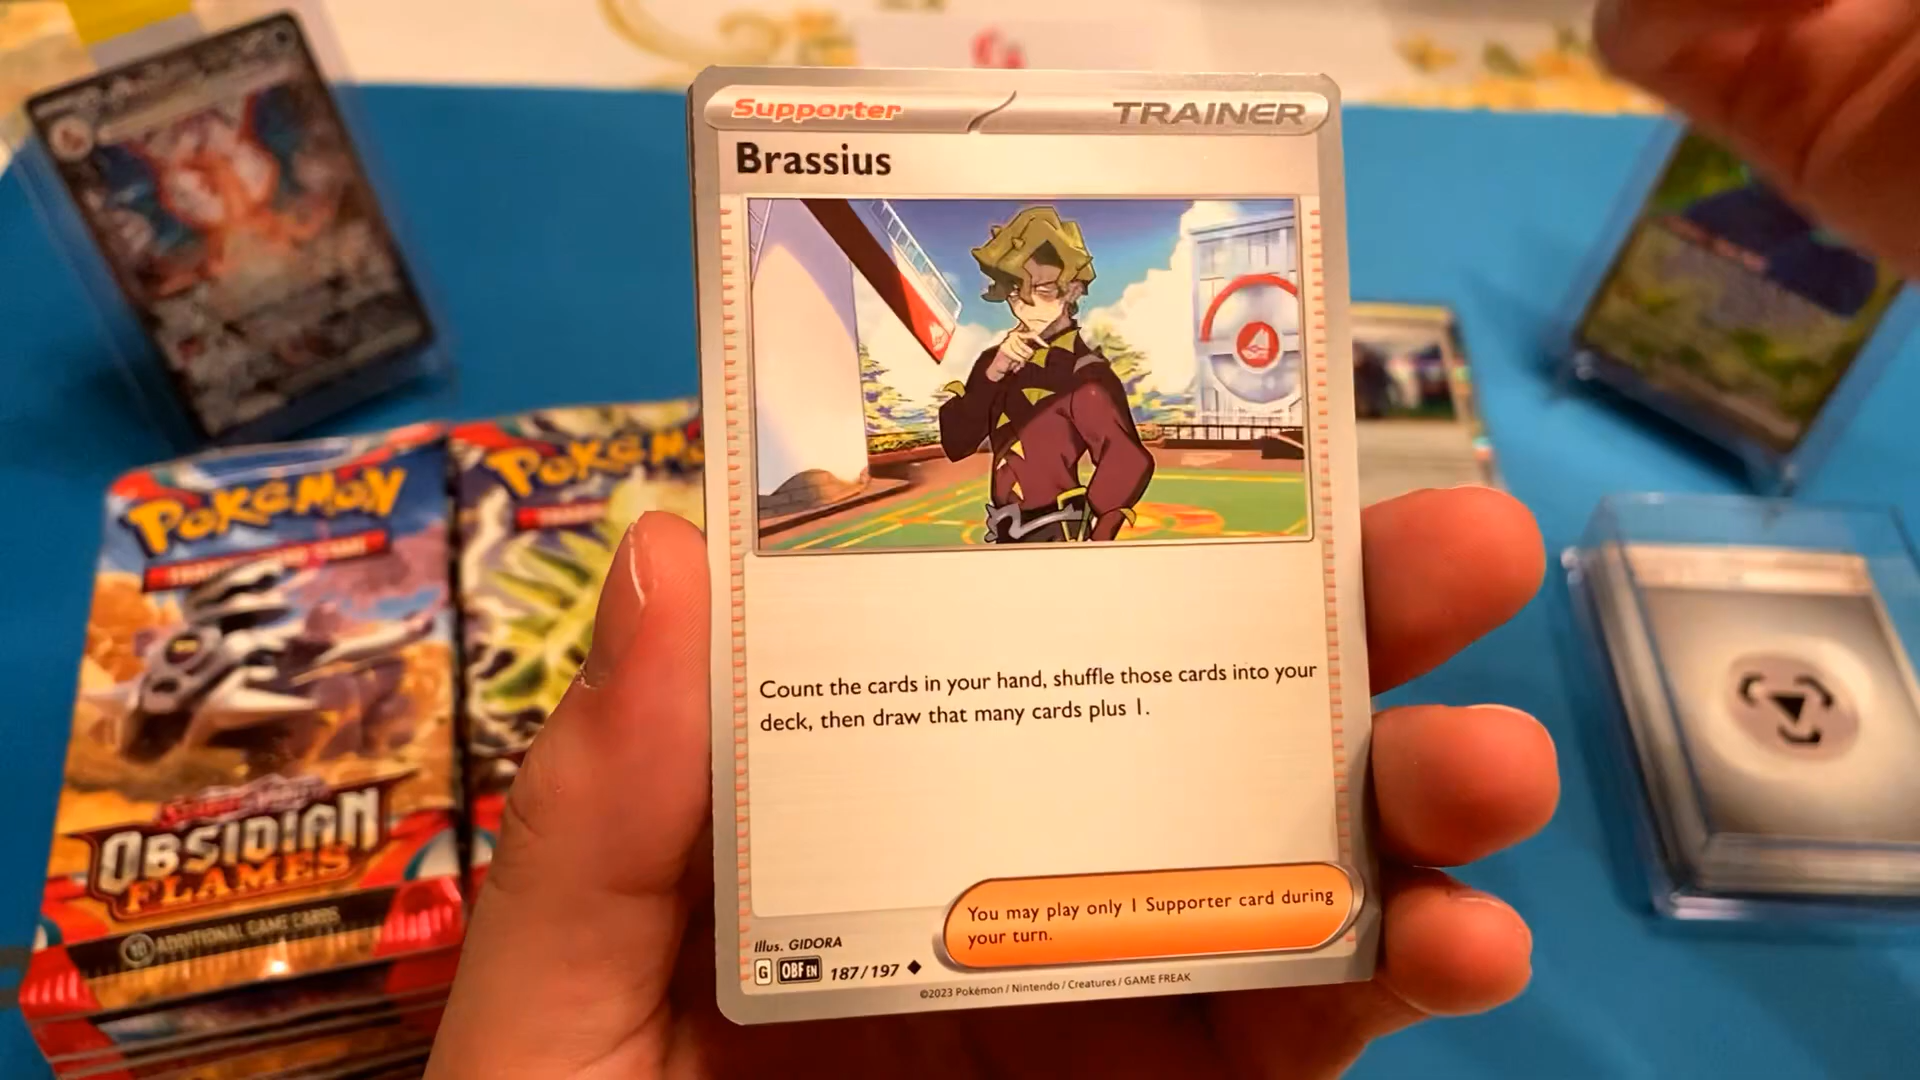 Supporter
TRAINER
Brassius
Count the cards in your hand, shuffle those cards into your
deck, then draw that many cards plus 1.
You may play only 1 Supporter card during
your turn.
Illus. GIDORA
G OBF EN 187/197
©2023 Pokémon / Nintendo / Creatures / GAME FREAK
POKéMON
OBSIDIAN
FLAMES
10 ADDITIONAL GAME CARDS
POKéMO